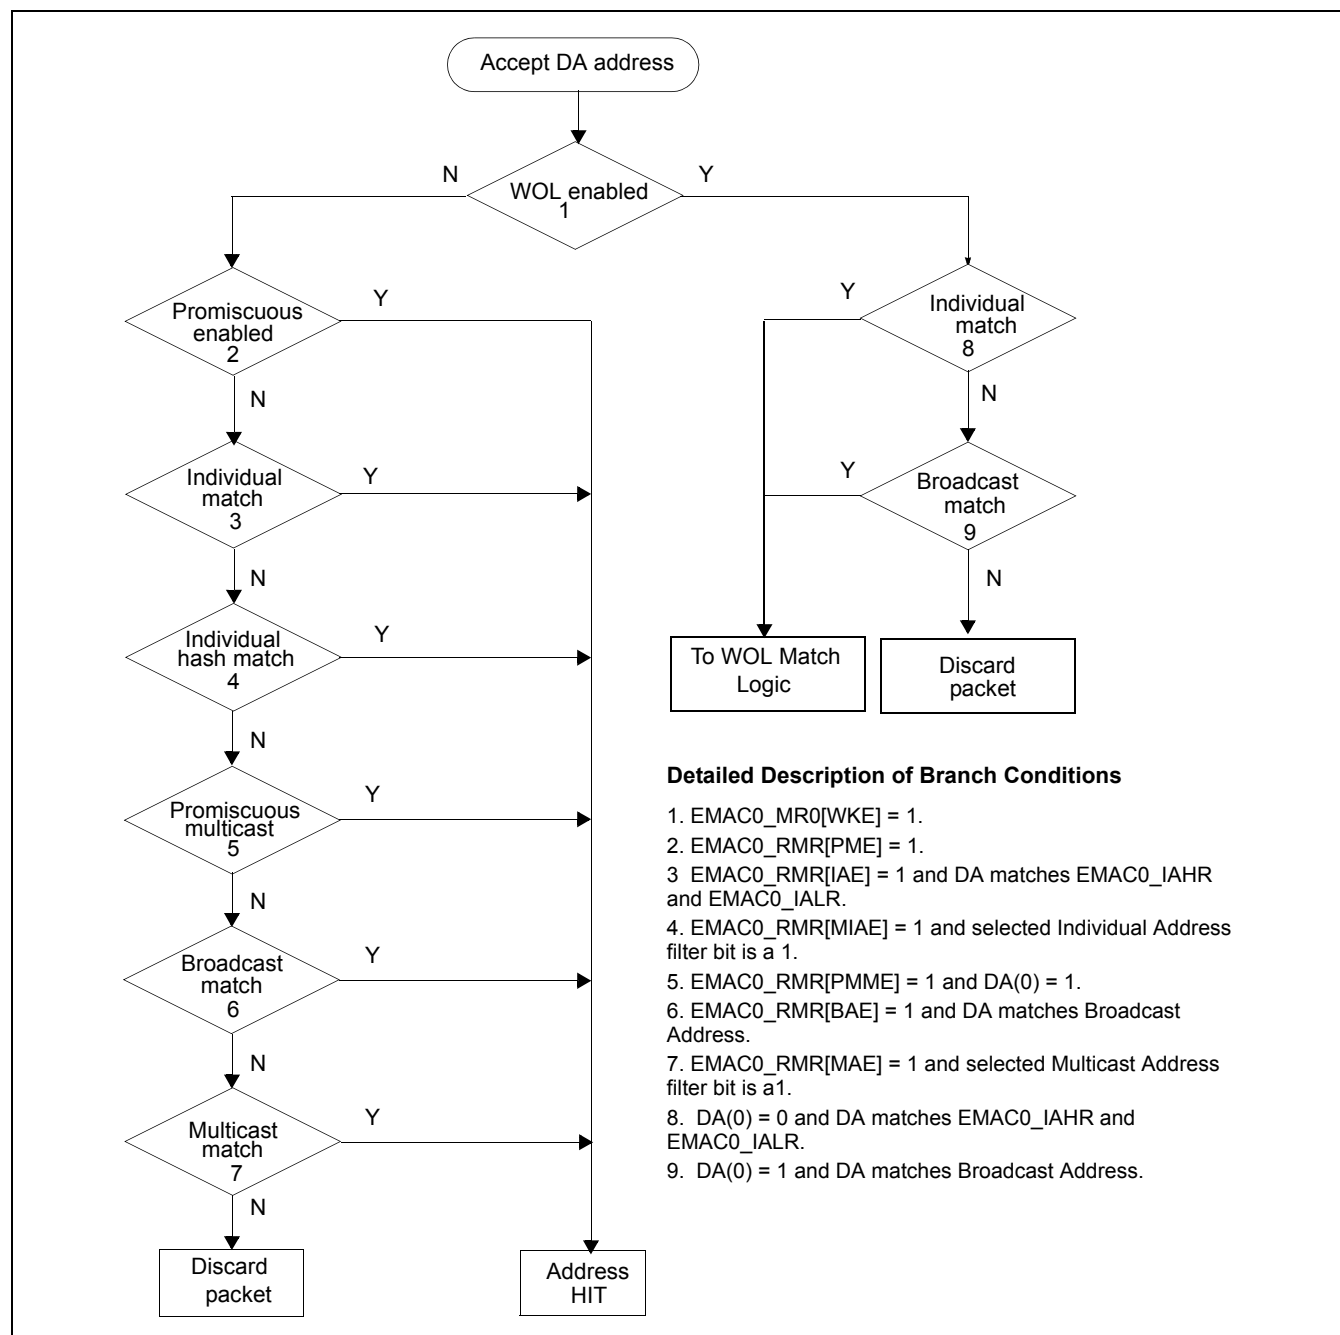 Accept DA address
N
Y
WOL enabled
1
Promiscuous
enabled
2
Y
N
Individual
match
8
Y
N
Individual
match
3
Y
N
Broadcast
match
9
Y
N
Individual
hash match
4
Y
N
To WOL Match
Logic
Discard
packet
Promiscuous
multicast
5
Y
N
Broadcast
match
6
Y
N
Multicast
match
7
Y
N
Discard
packet
Address
HIT
Detailed Description of Branch Conditions
1. EMAC0_MR0[WKE] = 1.
2. EMAC0_RMR[PME] = 1.
3 EMAC0_RMR[IAE] = 1 and DA matches EMAC0_IAHR
and EMAC0_IALR.
4. EMAC0_RMR[MIAE] = 1 and selected Individual Address
filter bit is a 1.
5. EMAC0_RMR[PMME] = 1 and DA(0) = 1.
6. EMAC0_RMR[BAE] = 1 and DA matches Broadcast
Address.
7. EMAC0_RMR[MAE] = 1 and selected Multicast Address
filter bit is a1.
8. DA(0) = 0 and DA matches EMAC0_IAHR and
EMAC0_IALR.
9. DA(0) = 1 and DA matches Broadcast Address.